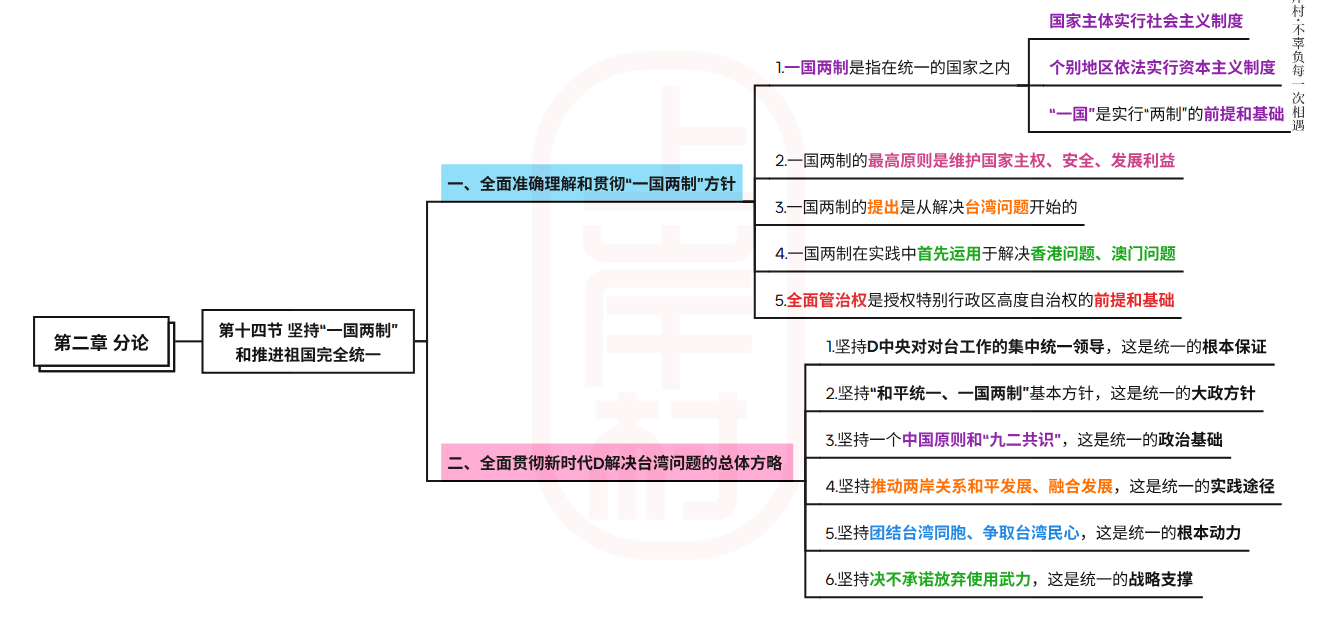 第二章 分论
第十四节 坚持“一国两制”
和推进祖国完全统一
一、全面准确理解和贯彻“一国两制”方针
1.一国两制是指在统一的国家之内
国家主体实行社会主义制度
个别地区依法实行资本主义制度
“一国”是实行“两制”的前提和基础
2.一国两制的最高原则是维护国家主权、安全、发展利益
3.一国两制的提出是从解决台湾问题开始的
4.一国两制在实践中首先运用于解决香港问题、澳门问题
5.全面管治权是授权特别行政区高度自治权的前提和基础
二、全面贯彻新时代D解决台湾问题的总体方略
1.坚持D中央对对台工作的集中统一领导，这是统一的根本保证
2.坚持“和平统一、一国两制”基本方针，这是统一的大政方针
3.坚持一个中国原则和“九二共识”，这是统一的政治基础
4.坚持推动两岸关系和平发展、融合发展，这是统一的实践途径
5.坚持团结台湾同胞、争取台湾民心，这是统一的根本动力
6.坚持决不承诺放弃使用武力，这是统一的战略支撑
村·不辜负每一次相遇
上岸村